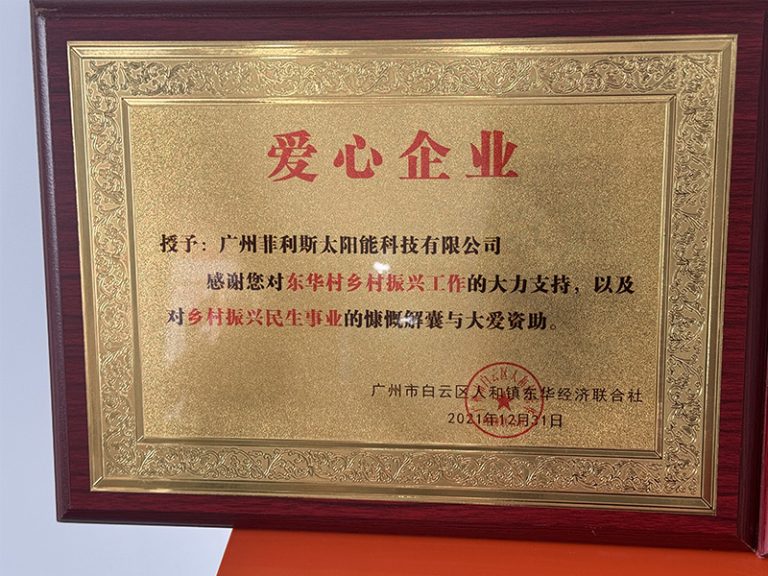 爱心企业
授予：广州菲利斯太阳能科技有限公司
感谢您对东华村乡村振兴工作的大力支持，以及
对乡村振兴民生事业的慷慨解囊与大爱资助。
广州市白云区人和镇东华经济联合社
2021年12月31日